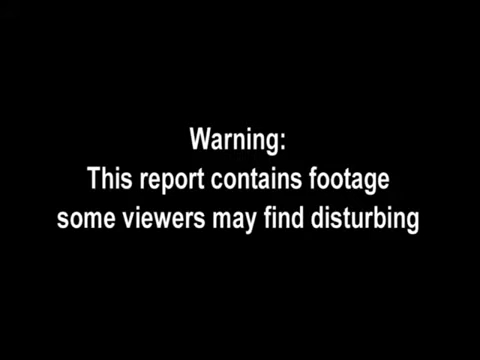 Warning:
This report contains footage
some viewers may find disturbing